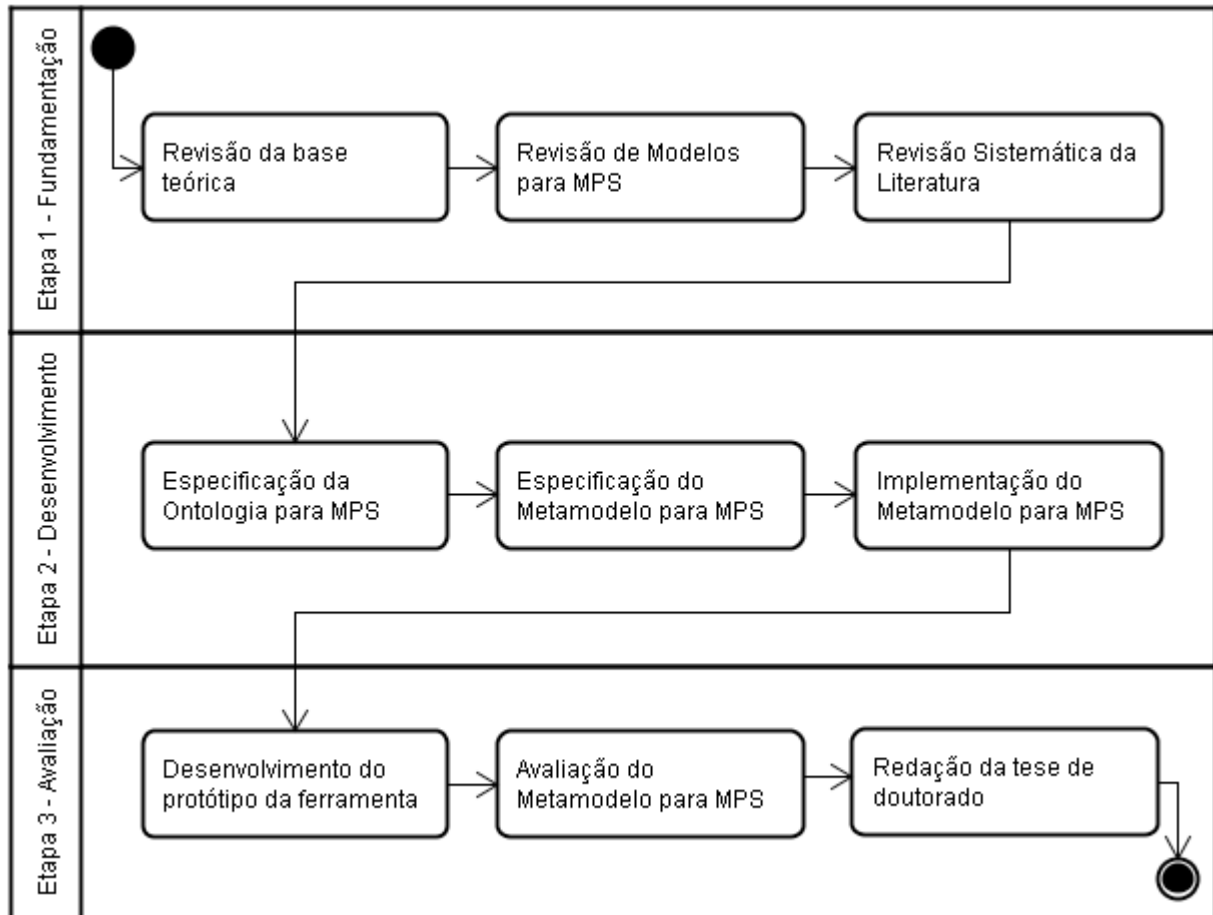 Etapa 1 - Fundamentação
Revisão da base
teórica
Revisão de Modelos
para MPS
Revisão Sistemática da
Literatura
Etapa 2 - Desenvolvimento
Especificação da
Ontologia para MPS
Especificação do
Metamodelo para MPS
Implementação do
Metamodelo para MPS
Etapa 3 - Avaliação
Desenvolvimento do
protótipo da ferramenta
Avaliação do
Metamodelo para MPS
Redação da tese de
doutorado